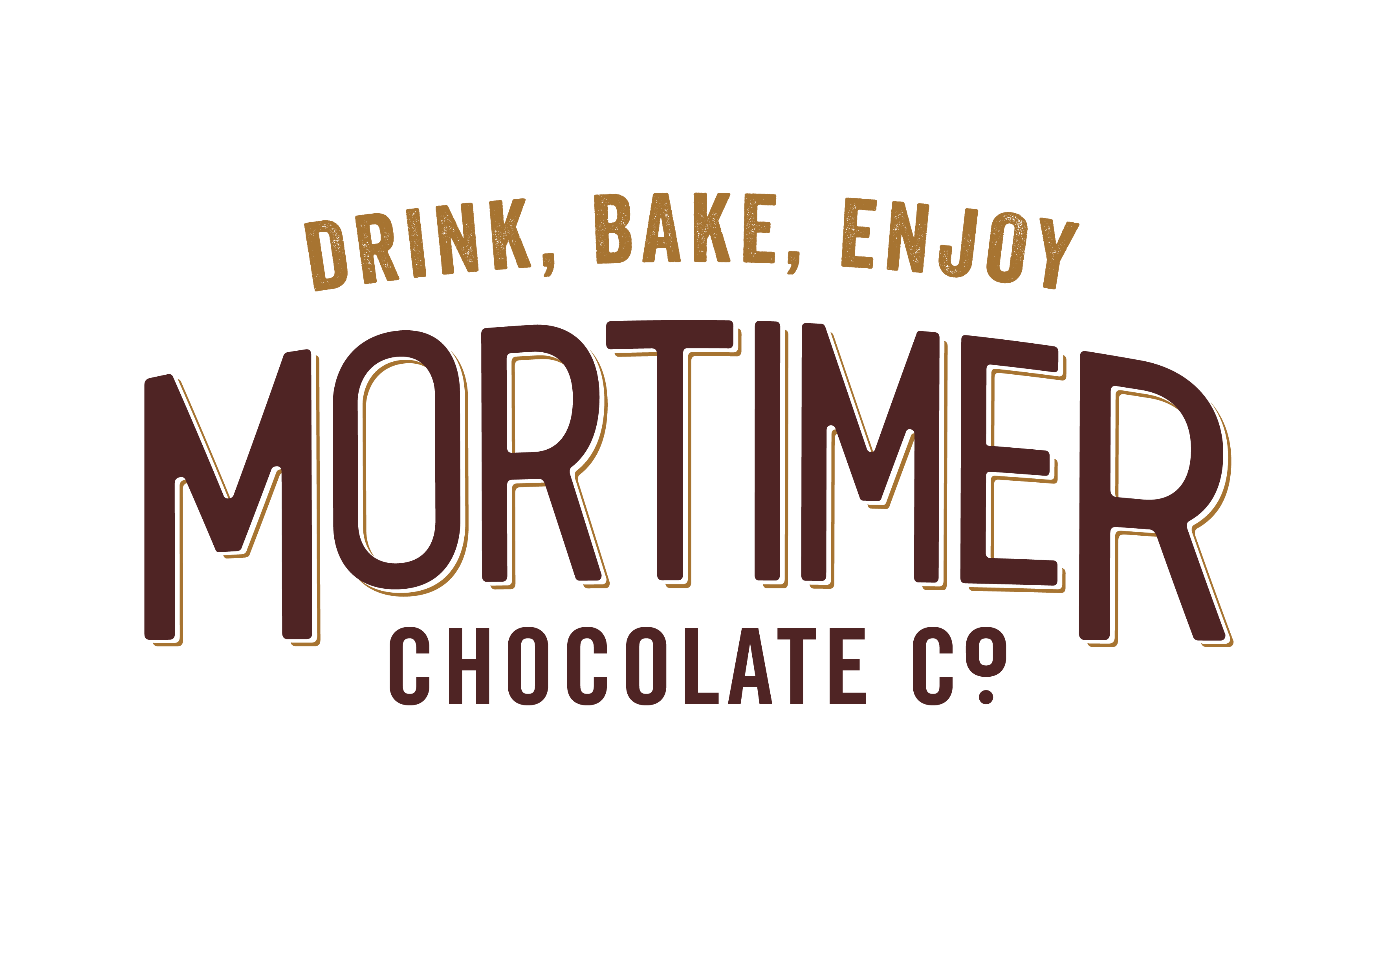 DRINK, BAKE, ENJOY
MORTIMER
CHOCOLATE Co.